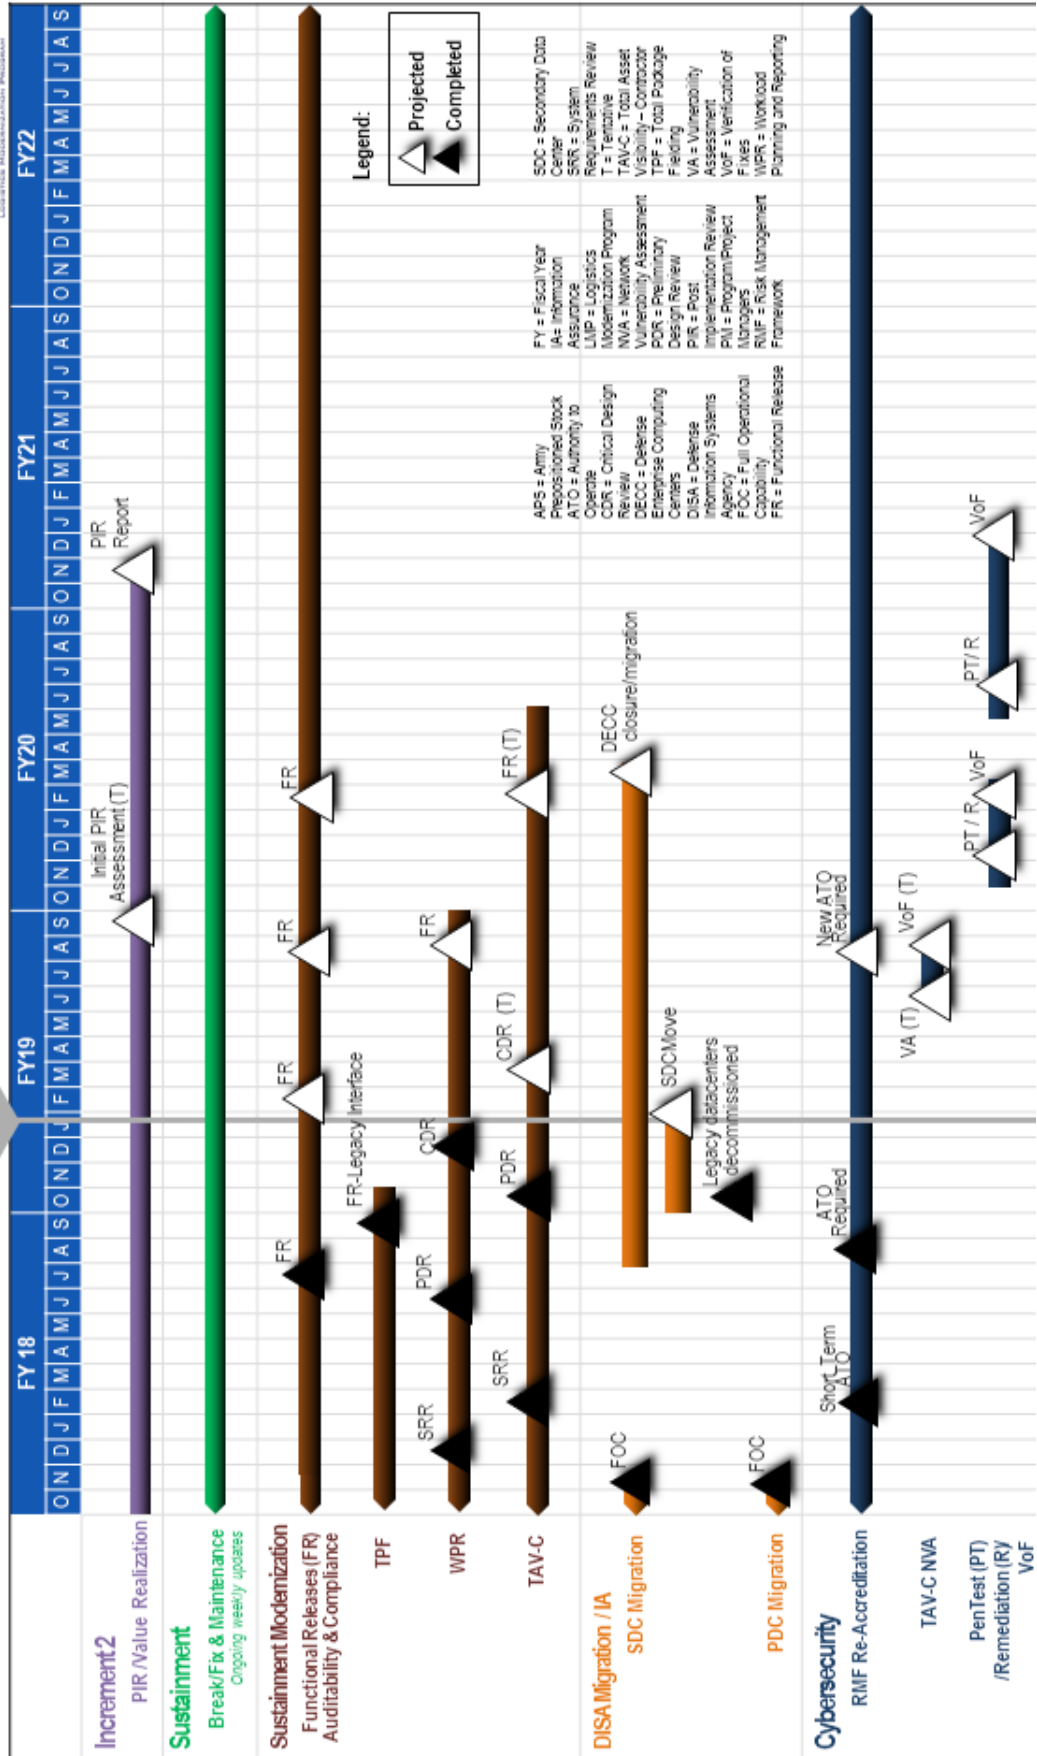 LOGISTICS MODERNIZATION PROGRAM
FY 18
FY19
FY20
FY21
FY22
O N D J F M A M J J A S O N D J F M A M J J A S O N D J F M A M J J A S O N D J F M A M J J A S O N D J F M A M J J A S
Increment2
PIR /Value Realization
Initial PIR
Assessment (T)
PIR
Report
Sustainment
Break/Fix & Maintenance
Ongoing weekly updates
Sustainment Modernization
Functional Releases (FR)
Auditability & Compliance
FR
FR
FR
FR
TPF
FR-Legacy Interface
WPR
SRR
PDR
CDR
FR
TAV-C
SRR
PDR
CDR (T)
FR (T)
DISA Migration / IA
SDC Migration
FOC
DECC
closure/migration
SDCMove
Legacy datacenters
decommissioned
PDC Migration
FOC
Cybersecurity
RMF Re-Accreditation
Short Term
ATO
ATO
Required
New ATO
Required
TAV-C NVA
VA (T)
VoF (T)
PenTest (PT)
/Remediation (R)/
VoF
PT / R
VoF
PT/ R
VoF
Legend:
Projected
Completed
APS = Army
Prepositioned Stock
ATO = Authority to
Operate
CDR = Critical Design
Review
DECC = Defense
Enterprise Computing
Centers
DISA = Defense
Information Systems
Agency
FOC = Full Operational
Capability
FR = Functional Release
FY = Fiscal Year
IA= Information
Assurance
LMP = Logistics
Modernization Program
NVA = Network
Vulnerability Assessment
PDR = Preliminary
Design Review
PIR = Post
Implementation Review
PM = Program/Project
Managers
RMF = Risk Management
Framework
SDC = Secondary Data
Center
SRR = System
Requirements Review
T = Tentative
TAV-C = Total Asset
Visibility – Contractor
TPF = Total Package
Fielding
VA = Vulnerability
Assessment
VoF = Verification of
Fixes
WPR = Workload
Planning and Reporting